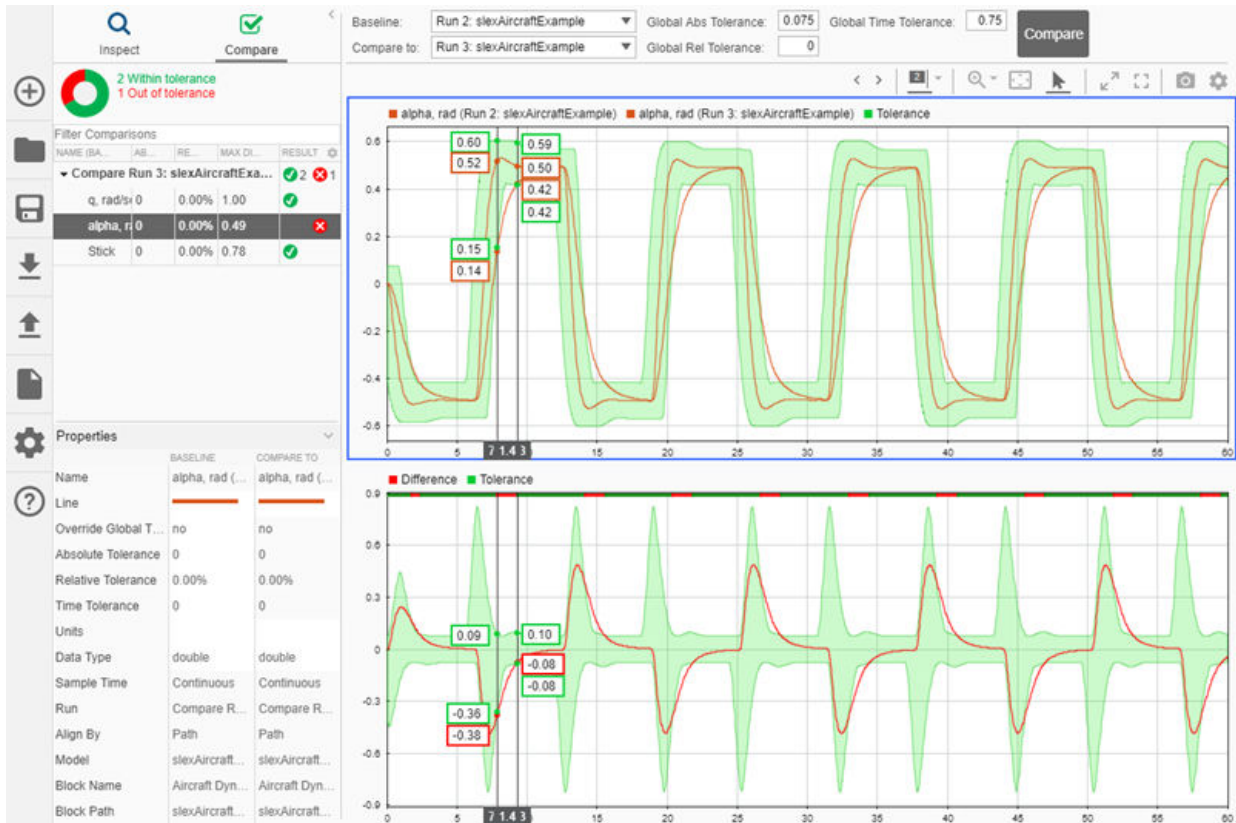 Inspect
Compare
2 Within tolerance
1 Out of tolerance
Filter Comparisons
NAME (BA... AB... RE... MAX DI... RESULT
Compare Run 3: slexAircraftExa... 2 1
q, rad/s 0 0.00% 1.00
alpha, r 0 0.00% 0.49
Stick 0 0.00% 0.78
Properties
BASELINE COMPARE TO
Name alpha, rad (... alpha, rad (...
Line
Override Global T... no no
Absolute Tolerance 0 0
Relative Tolerance 0.00% 0.00%
Time Tolerance 0 0
Units
Data Type double double
Sample Time Continuous Continuous
Run Compare R... Compare R...
Align By Path Path
Model slexAircraft... slexAircraft...
Block Name Aircraft Dyn... Aircraft Dyn...
Block Path slexAircraft... slexAircraft...
Baseline: Run 2: slexAircraftExample Global Abs Tolerance: 0.075 Global Time Tolerance: 0.75
Compare to: Run 3: slexAircraftExample Global Rel Tolerance: 0
Compare
2
alpha, rad (Run 2: slexAircraftExample) alpha, rad (Run 3: slexAircraftExample) Tolerance
0.6
0.4
0.2
0
-0.2
-0.4
-0.6
0.60 0.59
0.52 0.50
0.42
0.42
0.15
0.14
0 5 7 1.4 3 15 20 25 30 35 40 45 50 55 60
Difference Tolerance
0.9
0.6
0.3
0
-0.3
-0.6
-0.9
0.09 0.10
-0.08
-0.08
-0.36
-0.38
0 5 7 1.4 3 15 20 25 30 35 40 45 50 55 60